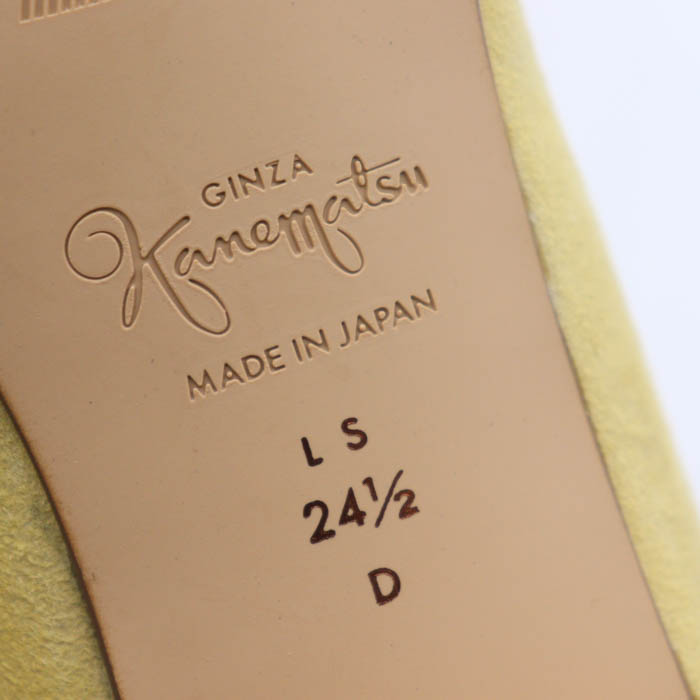 GINZA
Kanematsu
MADE IN JAPAN
L S
24½
D